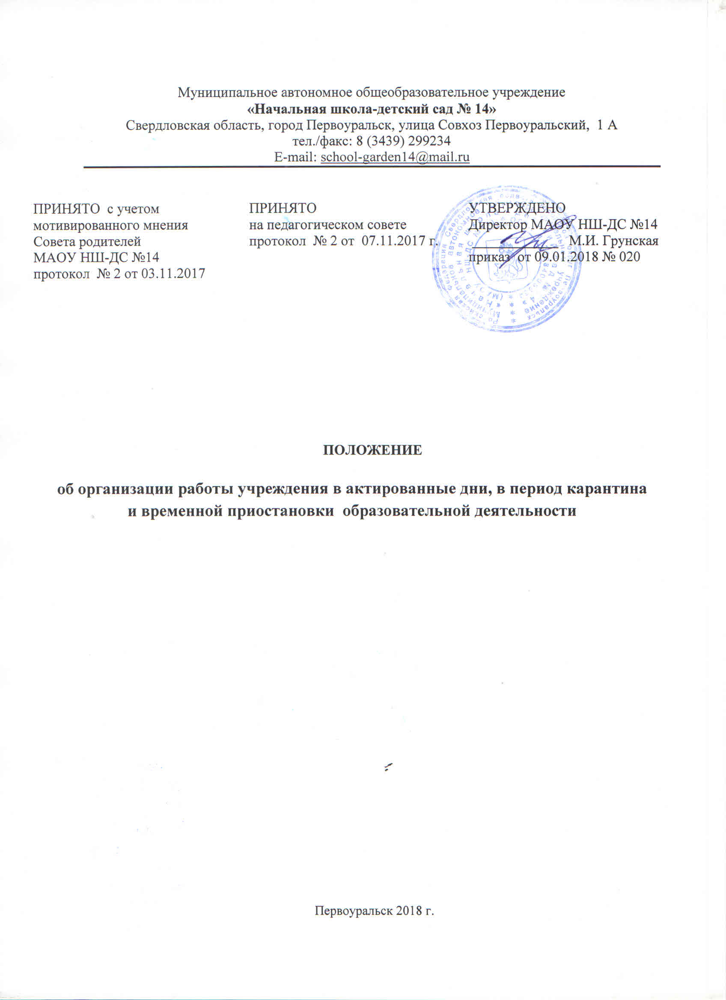 Муниципальное автономное общеобразовательное учреждение
«Начальная школа-детский сад № 14»
Свердловская область, город Первоуральск, улица Совхоз Первоуральский, 1 А
тел./факс: 8 (3439) 299234
E-mail: school-garden14@mail.ru
ПРИНЯТО с учетом
мотивированного мнения
Совета родителей
МАОУ НШ-ДС №14
протокол № 2 от 03.11.2017
ПРИНЯТО
на педагогическом совете
протокол № 2 от 07.11.2017 г.
УТВЕРЖДЕНО
Директор МАОУ НШ-ДС №14
М.И. Грунская
приказ от 09.01.2018 № 020
ПОЛОЖЕНИЕ
об организации работы учреждения в актированные дни, в период карантина
и временной приостановки образовательной деятельности
Первоуральск 2018 г.